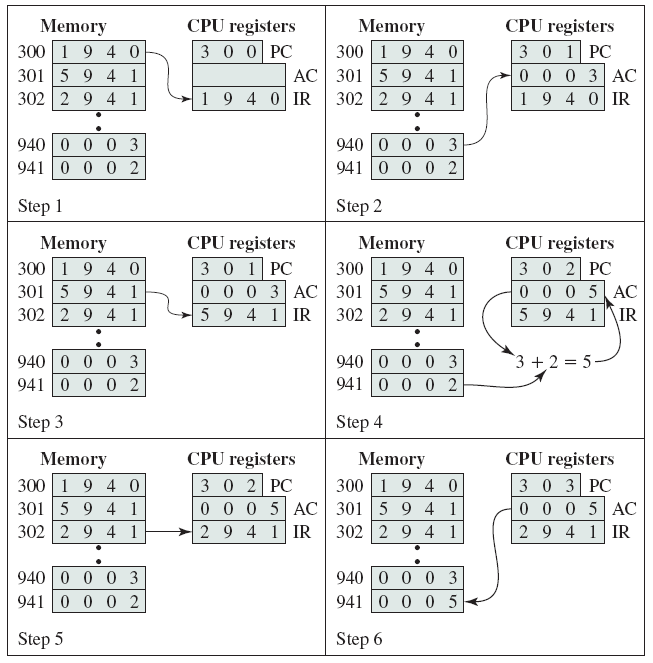 Memory CPU registers
300 1 9 4 0 3 0 0 PC
301 5 9 4 1 AC
302 2 9 4 1 1 9 4 0 IR
940 0 0 0 3
941 0 0 0 2
Step 1
Memory CPU registers
300 1 9 4 0 3 0 1 PC
301 5 9 4 1 0 0 0 3 AC
302 2 9 4 1 1 9 4 0 IR
940 0 0 0 3
941 0 0 0 2
Step 2
Memory CPU registers
300 1 9 4 0 3 0 1 PC
301 5 9 4 1 0 0 0 3 AC
302 2 9 4 1 5 9 4 1 IR
940 0 0 0 3
941 0 0 0 2
Step 3
Memory CPU registers
300 1 9 4 0 3 0 2 PC
301 5 9 4 1 0 0 0 5 AC
302 2 9 4 1 5 9 4 1 IR
940 0 0 0 3 3 + 2 = 5
941 0 0 0 2
Step 4
Memory CPU registers
300 1 9 4 0 3 0 2 PC
301 5 9 4 1 0 0 0 5 AC
302 2 9 4 1 2 9 4 1 IR
940 0 0 0 3
941 0 0 0 2
Step 5
Memory CPU registers
300 1 9 4 0 3 0 3 PC
301 5 9 4 1 0 0 0 5 AC
302 2 9 4 1 2 9 4 1 IR
940 0 0 0 3
941 0 0 0 5
Step 6